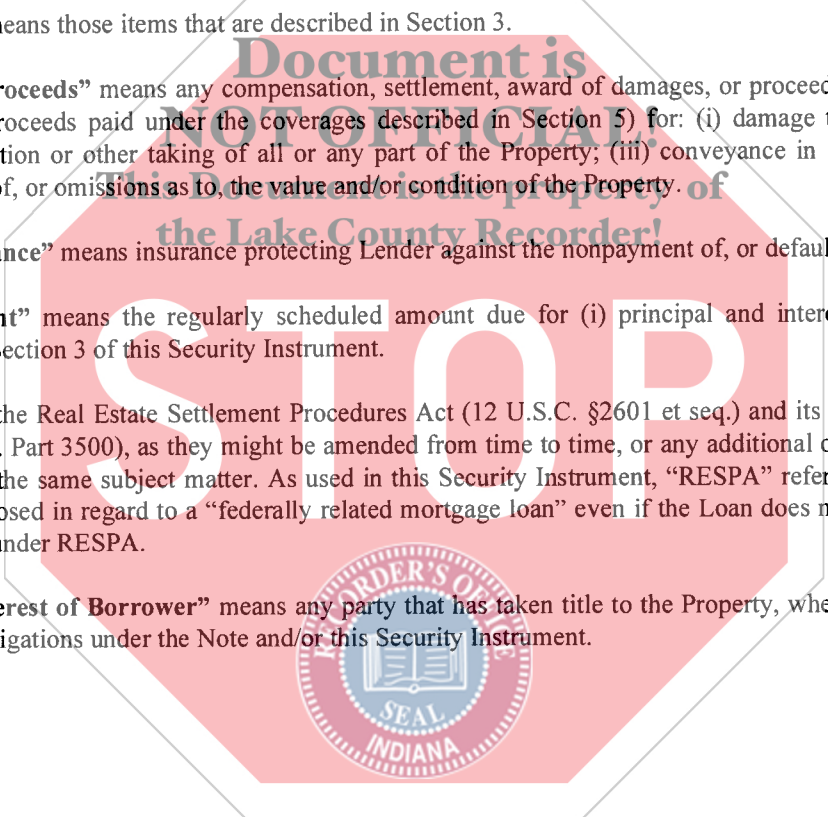 eans those items that are described in Section 3.
Document is
roceeds” means any compensation, settlement, award of damages, or proceed
NOT OFFICIAL!
roceeds paid under the coverages described in Section 5) for: (i) damage t
tion or other taking of all or any part of the Property; (iii) conveyance in
This Document is the property of
of, or omissions as to, the value and/or condition of the Property.
the Lake County Recorder!
ance” means insurance protecting Lender against the nonpayment of, or defaul
nt” means the regularly scheduled amount due for (i) principal and intere
ection 3 of this Security Instrument.
STOP
the Real Estate Settlement Procedures Act (12 U.S.C. §2601 et seq.) and its
. Part 3500), as they might be amended from time to time, or any additional o
the same subject matter. As used in this Security Instrument, “RESPA” refer
osed in regard to a “federally related mortgage loan” even if the Loan does n
nder RESPA.
erest of Borrower” means any party that has taken title to the Property, whe
igations under the Note and/or this Security Instrument.
RECORDER'S OFFICE
SEAL
INDIANA